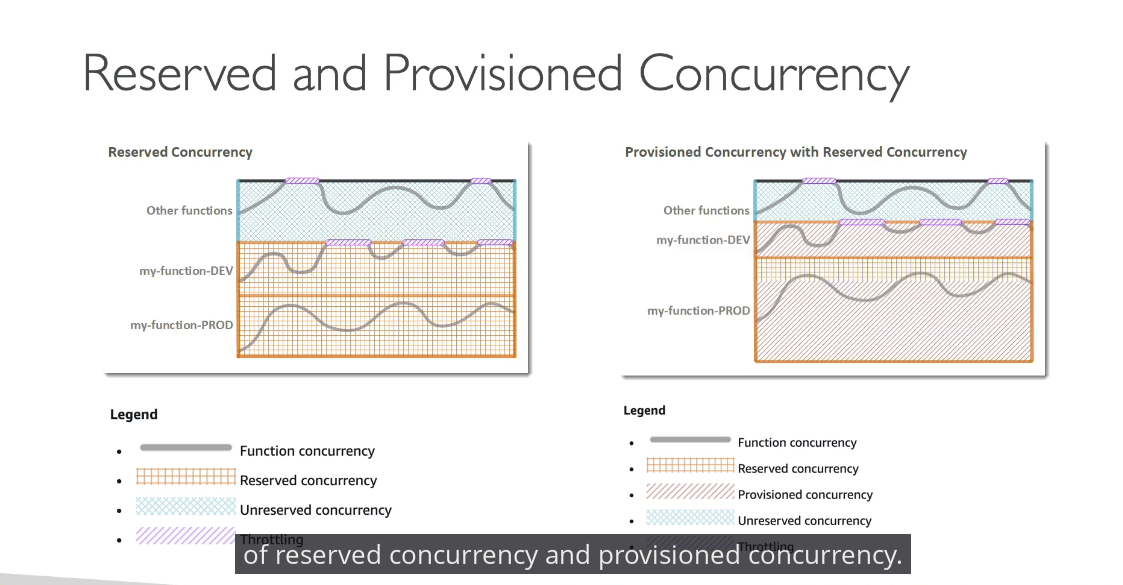 Reserved and Provisioned Concurrency
Reserved Concurrency
Other functions
my-function-DEV
my-function-PROD
Legend
• Function concurrency
• Reserved concurrency
• Unreserved concurrency
• Throttling
Provisioned Concurrency with Reserved Concurrency
Other functions
my-function-DEV
my-function-PROD
Legend
• Function concurrency
• Reserved concurrency
• Provisioned concurrency
• Unreserved concurrency
• Throttling
of reserved concurrency and provisioned concurrency.